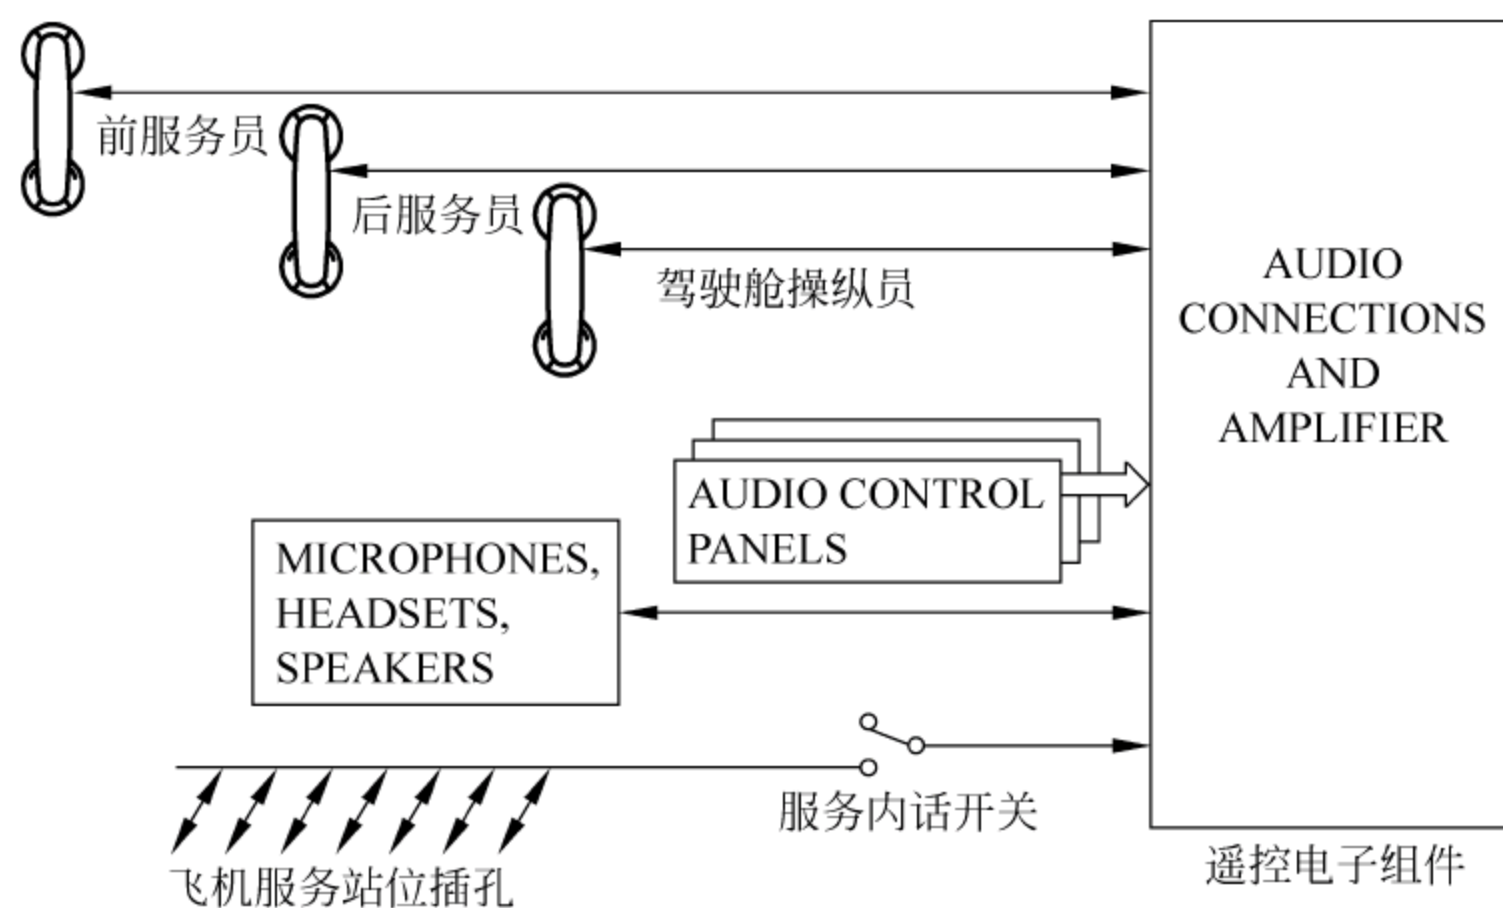 前服务员
后服务员
驾驶舱操纵员
AUDIO
CONNECTIONS
AND
AMPLIFIER
AUDIO CONTROL
PANELS
MICROPHONES,
HEADSETS,
SPEAKERS
服务内话开关
飞机服务站位插孔
遥控电子组件